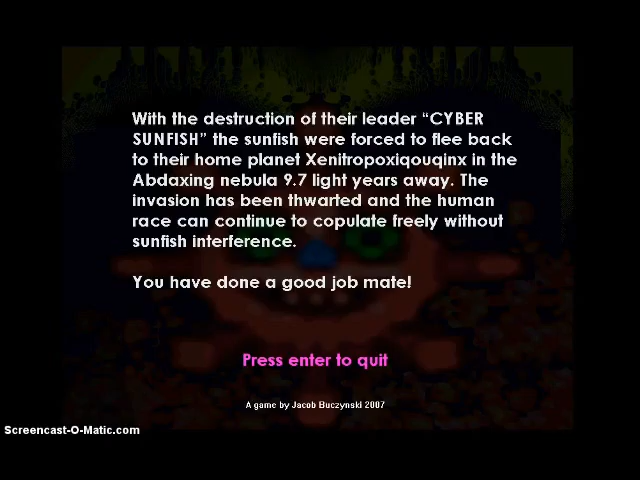 With the destruction of their leader “CYBER
SUNFISH” the sunfish were forced to flee back
to their home planet Xenitropoxiqouqinx in the
Abdaxing nebula 9.7 light years away. The
invasion has been thwarted and the human
race can continue to copulate freely without
sunfish interference.
You have done a good job mate!
Press enter to quit
A game by Jacob Buczynski 2007
Screencast-O-Matic.com